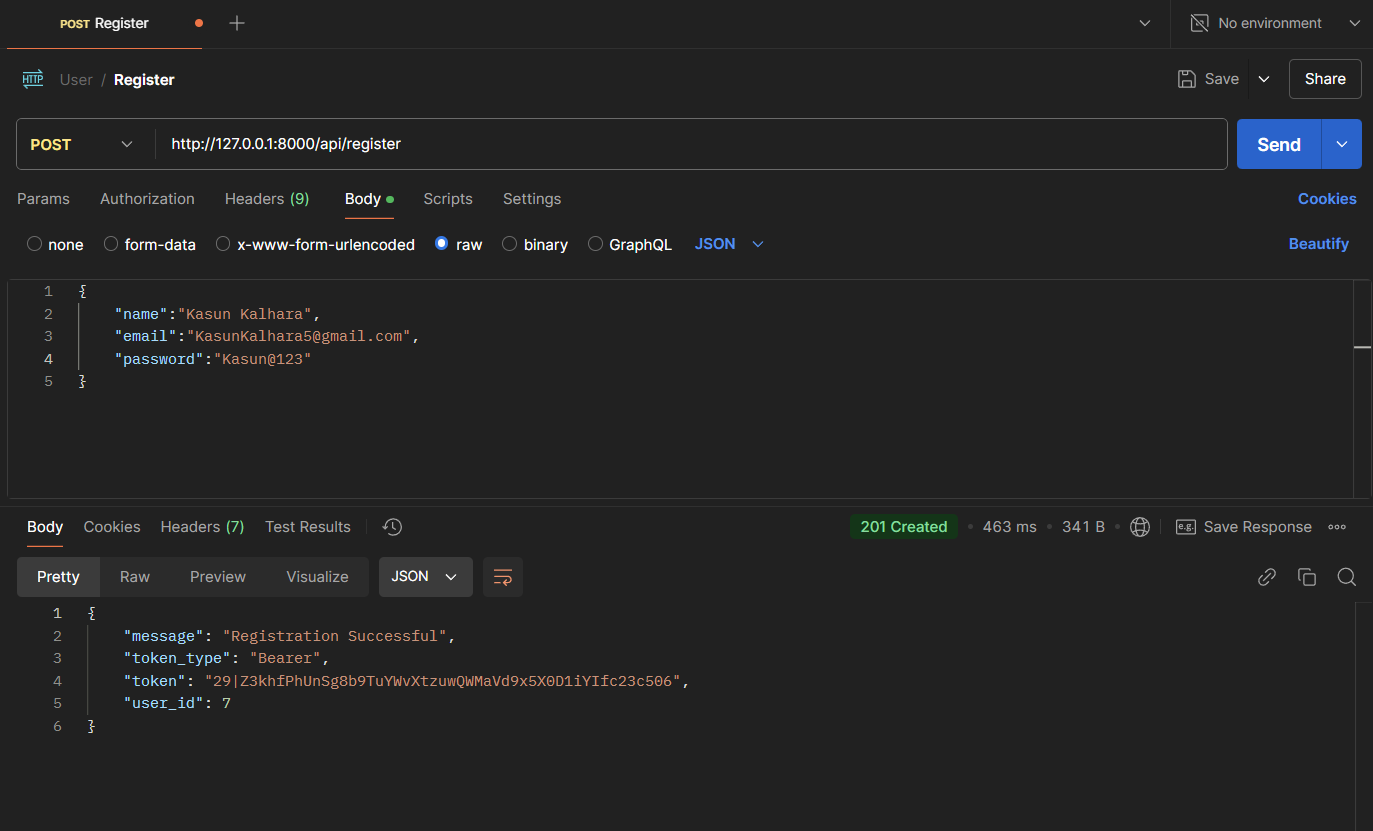 POST Register
No environment
HTTP User / Register Save Share
POST http://127.0.0.1:8000/api/register Send
Params Authorization Headers (9) Body Scripts Settings Cookies
none form-data x-www-form-urlencoded raw binary GraphQL JSON Beautify
1 {
2 "name":"Kasun Kalhara",
3 "email":"KasunKalhara5@gmail.com",
4 "password":"Kasun@123"
5 }
Body Cookies Headers (7) Test Results 201 Created • 463 ms • 341 B • e.g. Save Response
Pretty Raw Preview Visualize JSON
1 {
2 "message": "Registration Successful",
3 "token_type": "Bearer",
4 "token": "29|Z3khfPhUnSg8b9TuYWvXtzuwQWMaVd9x5X0D1iYIfc23c506",
5 "user_id": 7
6 }